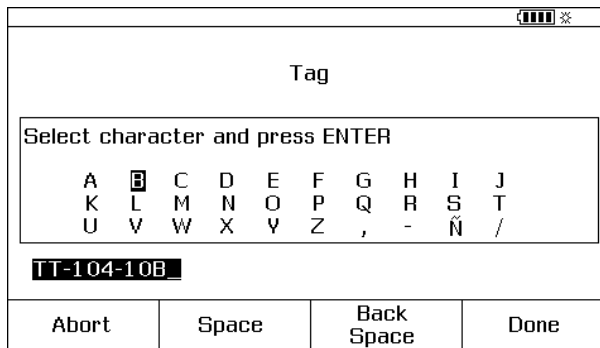 Tag
Select character and press ENTER
A B C D E F G H I J
K L M N O P Q R S T
U V W X Y Z , - Ñ /
TT-104-10B_
Abort
Space
Back
Space
Done